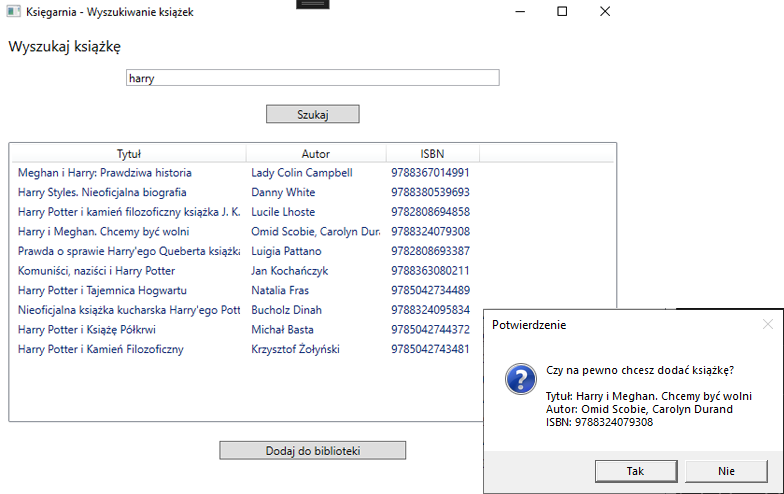 Księgarnia - Wyszukiwanie książek
Wyszukaj książkę
harry
Szukaj
Tytuł Autor ISBN
Meghan i Harry: Prawdziwa historia Lady Colin Campbell 9788367014991
Harry Styles. Nieoficjalna biografia Danny White 9788380539693
Harry Potter i kamień filozoficzny książka J. K. Lucile Lhoste 9782808694858
Harry i Meghan. Chcemy być wolni Omid Scobie, Carolyn Dura 9788324079308
Prawda o sprawie Harry'ego Queberta książka Luigia Pattano 9782808693387
Komuniści, naziści i Harry Potter Jan Kochańczyk 9788363080211
Harry Potter i Tajemnica Hogwartu Natalia Fras 9785042734489
Nieoficjalna książka kucharska Harry'ego Pott Bucholz Dinah 9788324095834
Harry Potter i Książę Półkrwi Michał Basta 9785042744372
Harry Potter i Kamień Filozoficzny Krzysztof Żołyński 9785042743481
Dodaj do biblioteki
Potwierdzenie
Czy na pewno chcesz dodać książkę?
Tytuł: Harry i Meghan. Chcemy być wolni
Autor: Omid Scobie, Carolyn Durand
ISBN: 9788324079308
Tak Nie